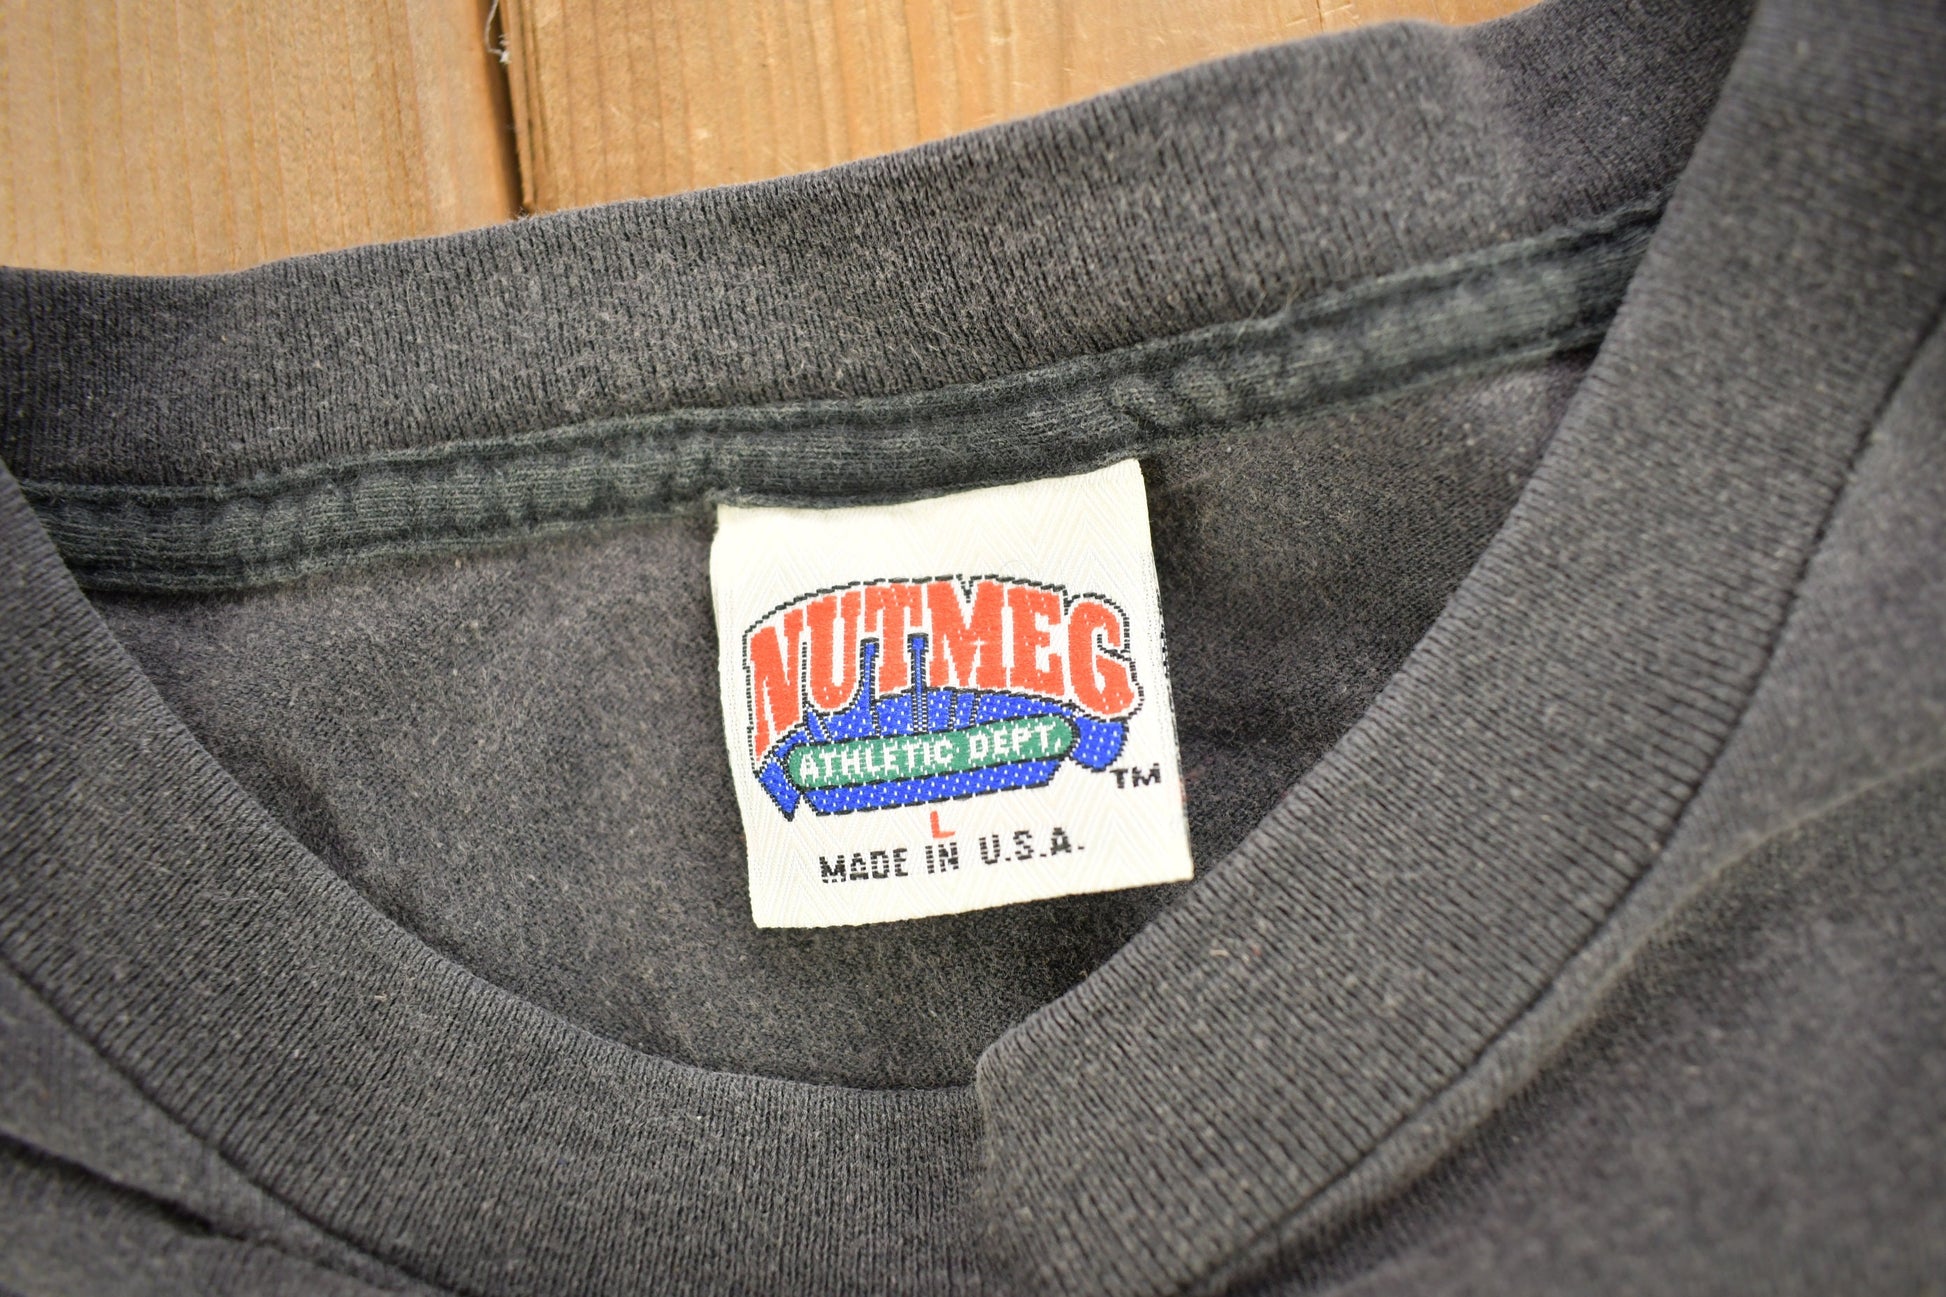 NUTMEG
ATHLETIC DEPT.
TM
L
MADE IN U.S.A.